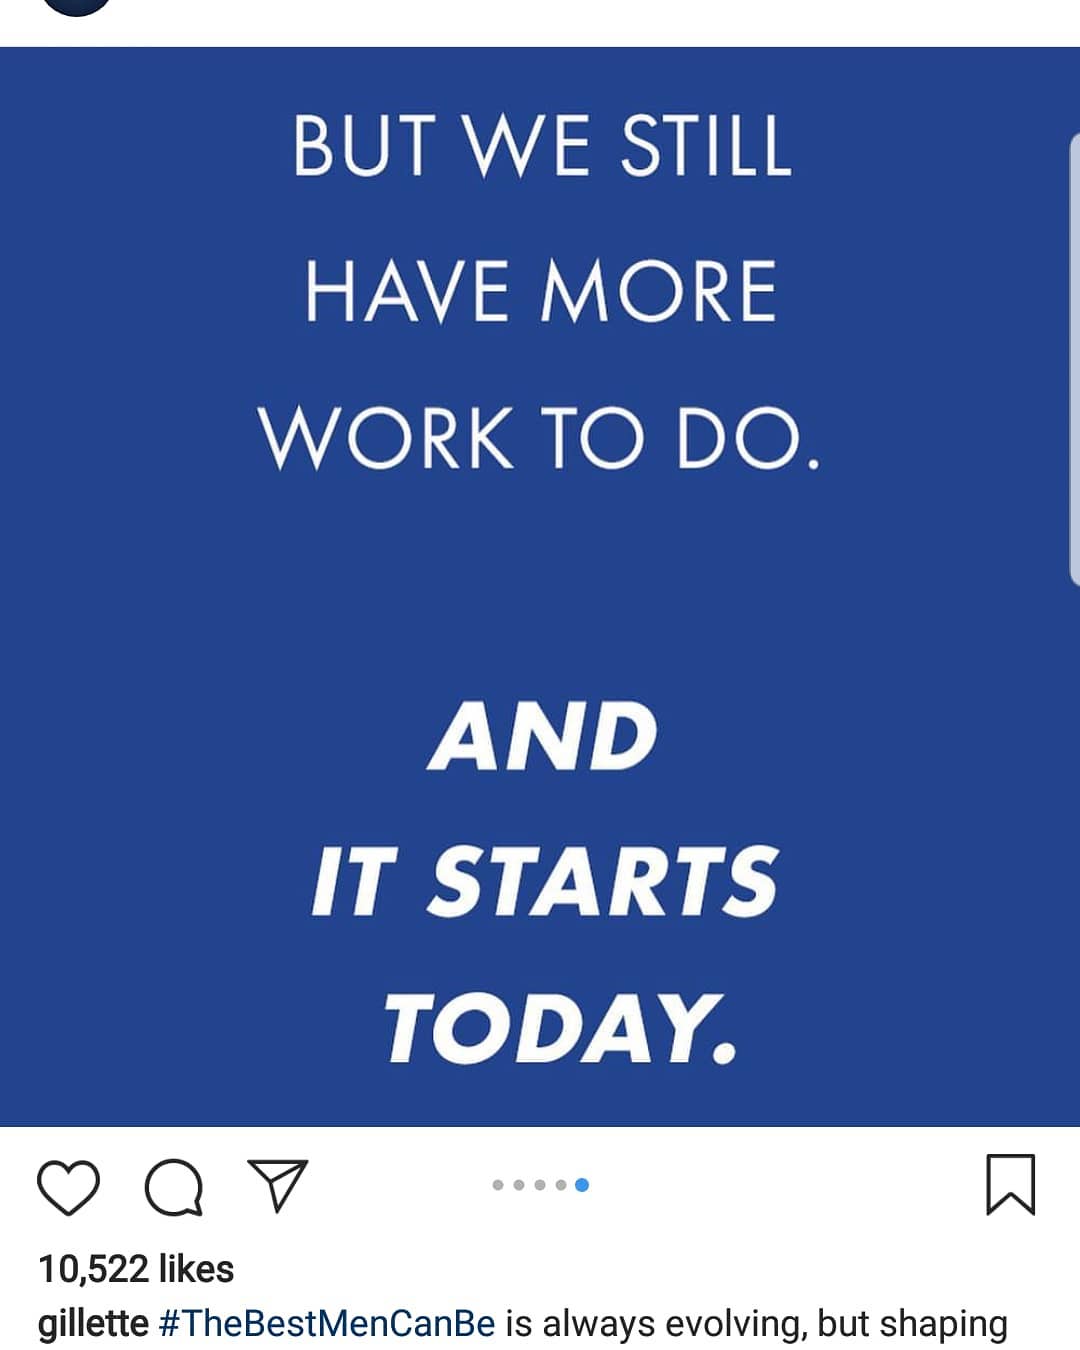 BUT WE STILL
HAVE MORE
WORK TO DO.
AND
IT STARTS
TODAY.
10,522 likes
gillette #TheBestMenCanBe is always evolving, but shaping